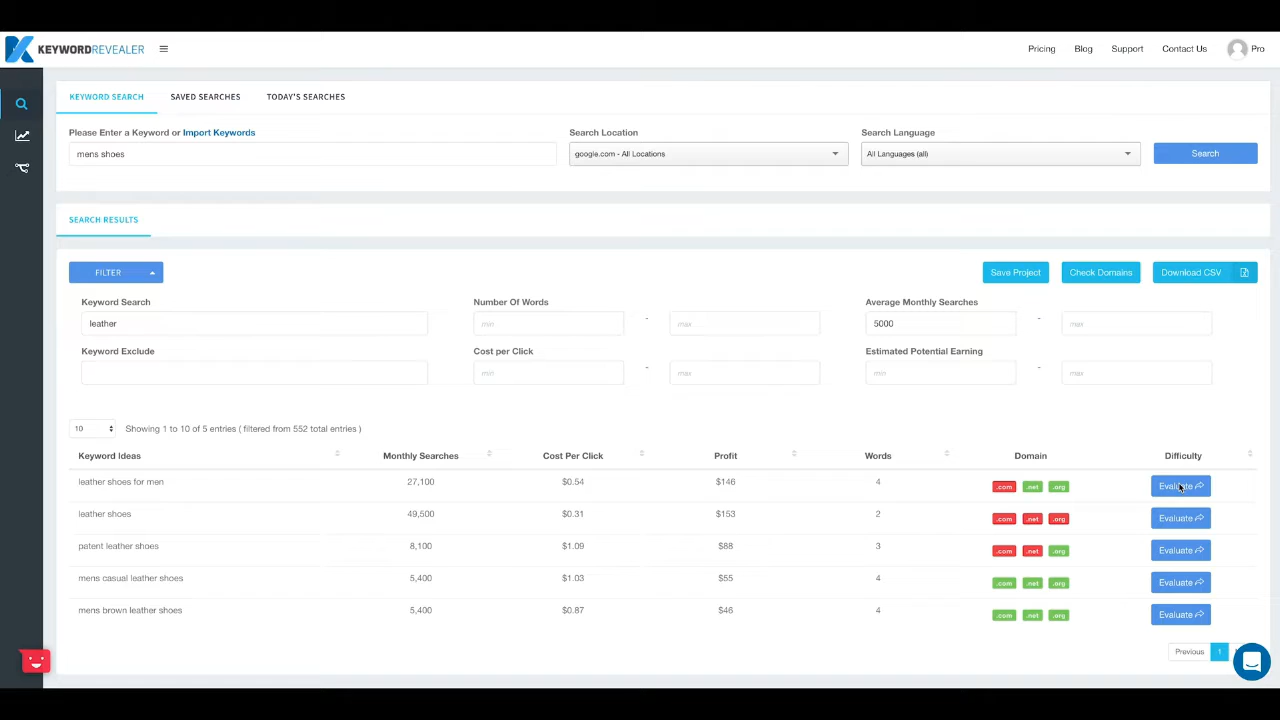 KEYWORDREVEALER
Pricing Blog Support Contact Us Pro
KEYWORD SEARCH SAVED SEARCHES TODAY'S SEARCHES
Please Enter a Keyword or Import Keywords Search Location Search Language
mens shoes google.com - All Locations All Languages (all) Search
SEARCH RESULTS
FILTER Save Project Check Domains Download CSV
Keyword Search Number Of Words Average Monthly Searches
leather min - max 5000 - max
Keyword Exclude Cost per Click Estimated Potential Earning
min - max min - max
10 Showing 1 to 10 of 5 entries ( filtered from 552 total entries )
Keyword Ideas Monthly Searches Cost Per Click Profit Words Domain Difficulty
leather shoes for men 27,100 $0.54 $146 4 .com .net .org Evaluate
leather shoes 49,500 $0.31 $153 2 .com .net .org Evaluate
patent leather shoes 8,100 $1.09 $88 3 .com .net .org Evaluate
mens casual leather shoes 5,400 $1.03 $55 4 .com .net .org Evaluate
mens brown leather shoes 5,400 $0.87 $46 4 .com .net .org Evaluate
Previous 1